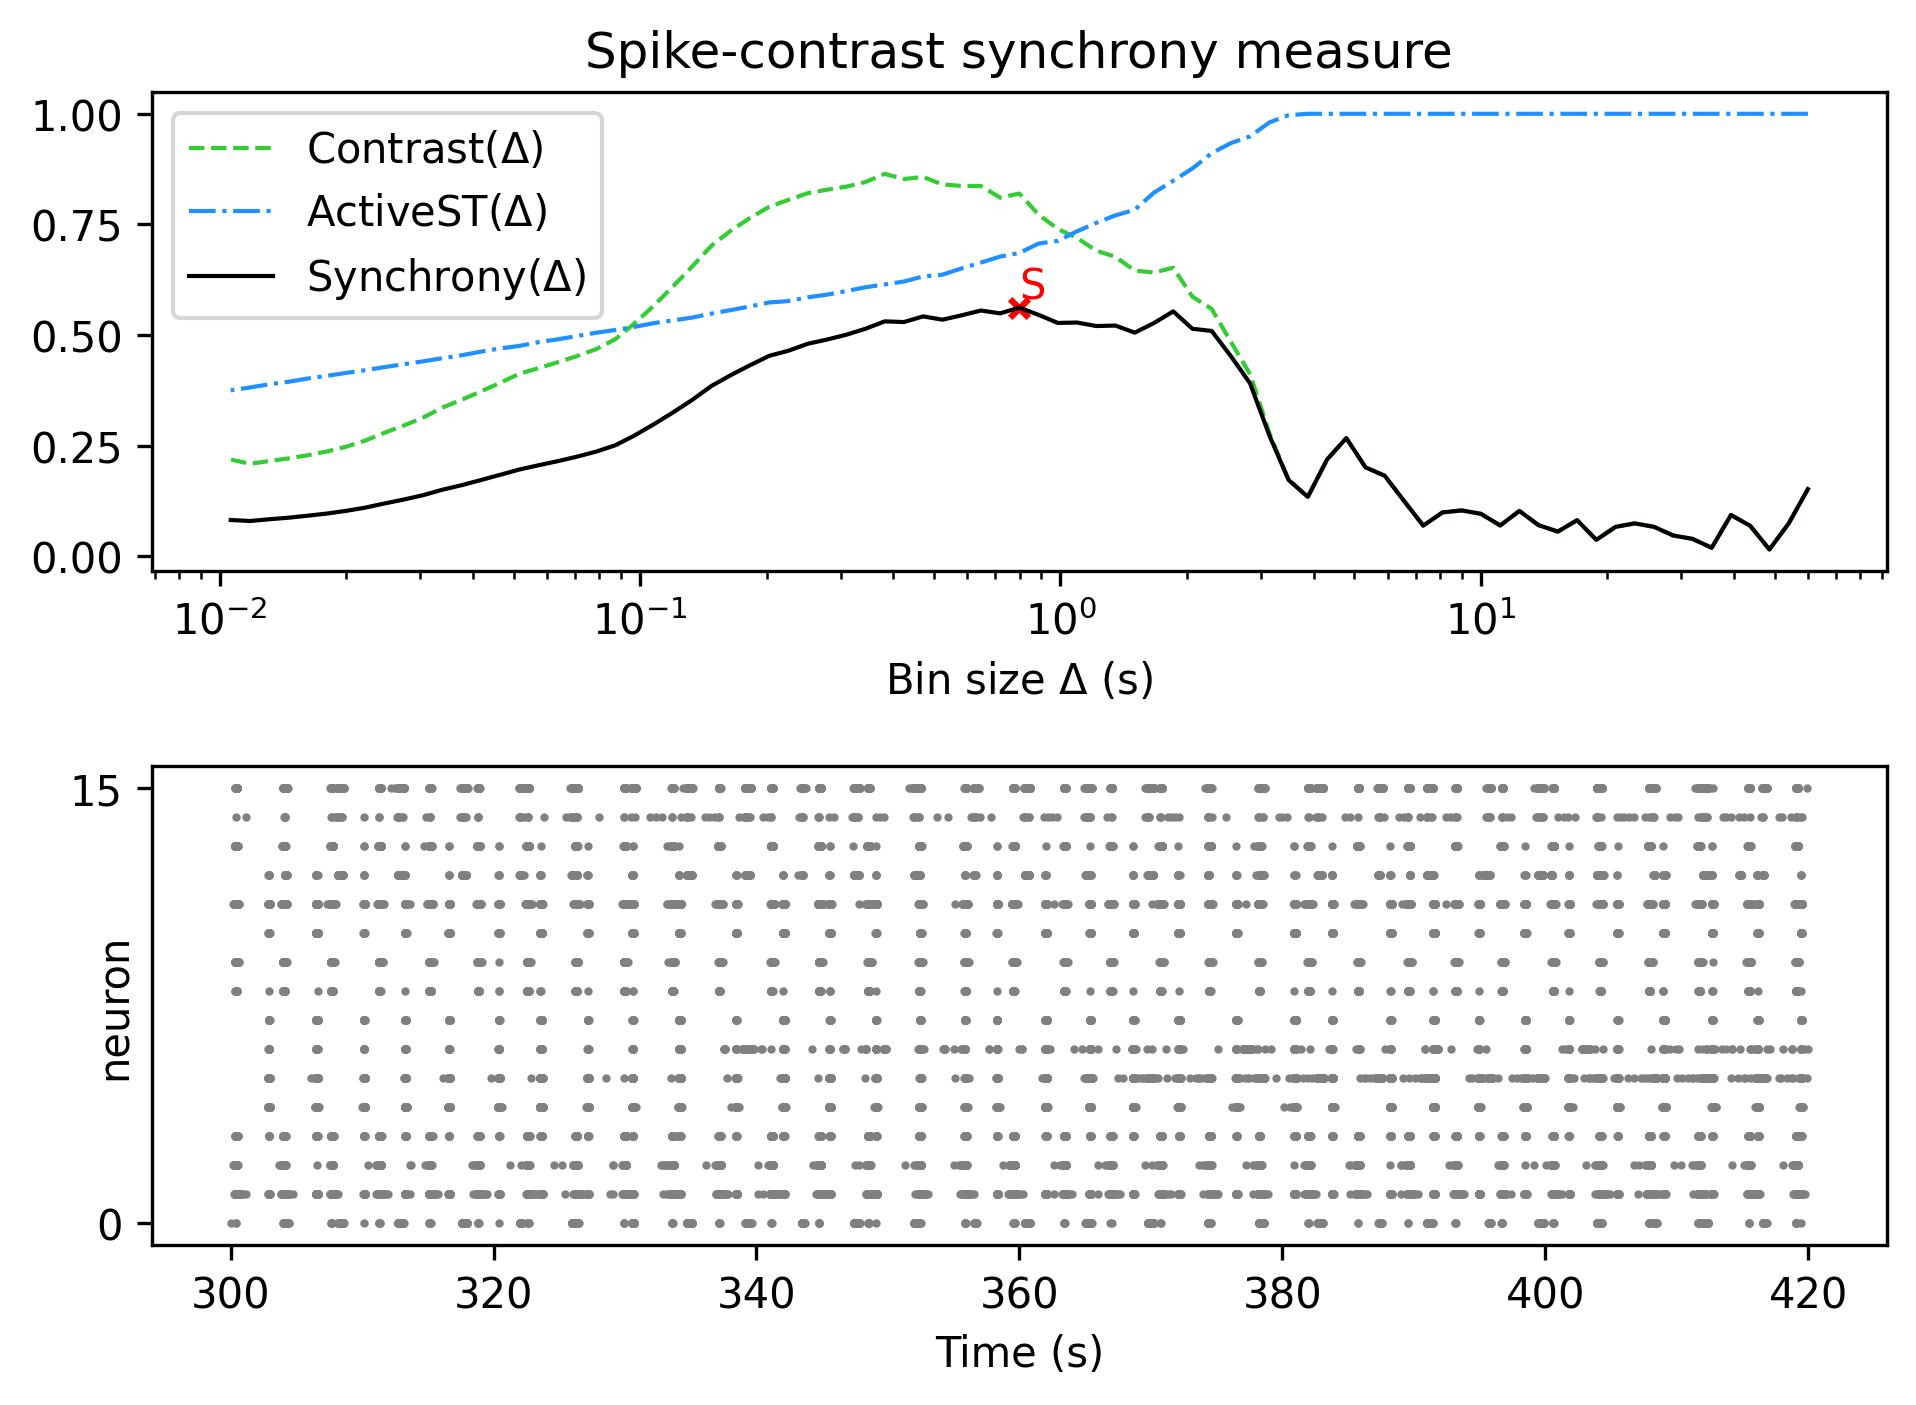 Spike-contrast synchrony measure
1.00
0.75
0.50
0.25
0.00
Contrast(Δ)
ActiveST(Δ)
Synchrony(Δ)
S
10⁻² 10⁻¹ 10⁰ 10¹
Bin size Δ (s)
15
0
neuron
300 320 340 360 380 400 420
Time (s)